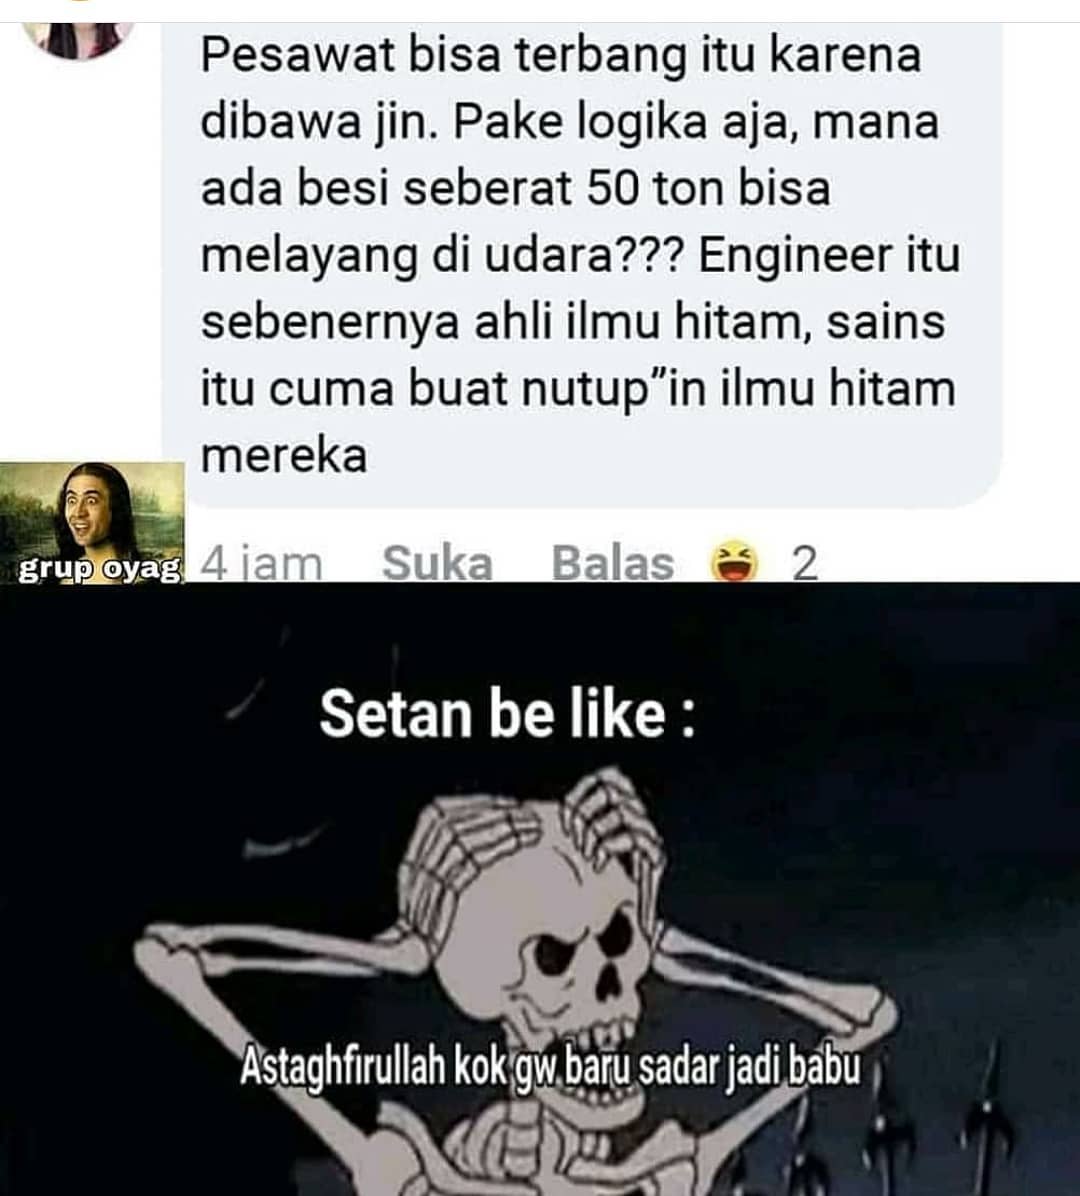 Pesawat bisa terbang itu karena
dibawa jin. Pake logika aja, mana
ada besi seberat 50 ton bisa
melayang di udara??? Engineer itu
sebenernya ahli ilmu hitam, sains
itu cuma buat nutup"in ilmu hitam
mereka
grup oyag
4 jam Suka Balas 😆 2
Setan be like :
Astaghfirullah kok gw baru sadar jadi babu